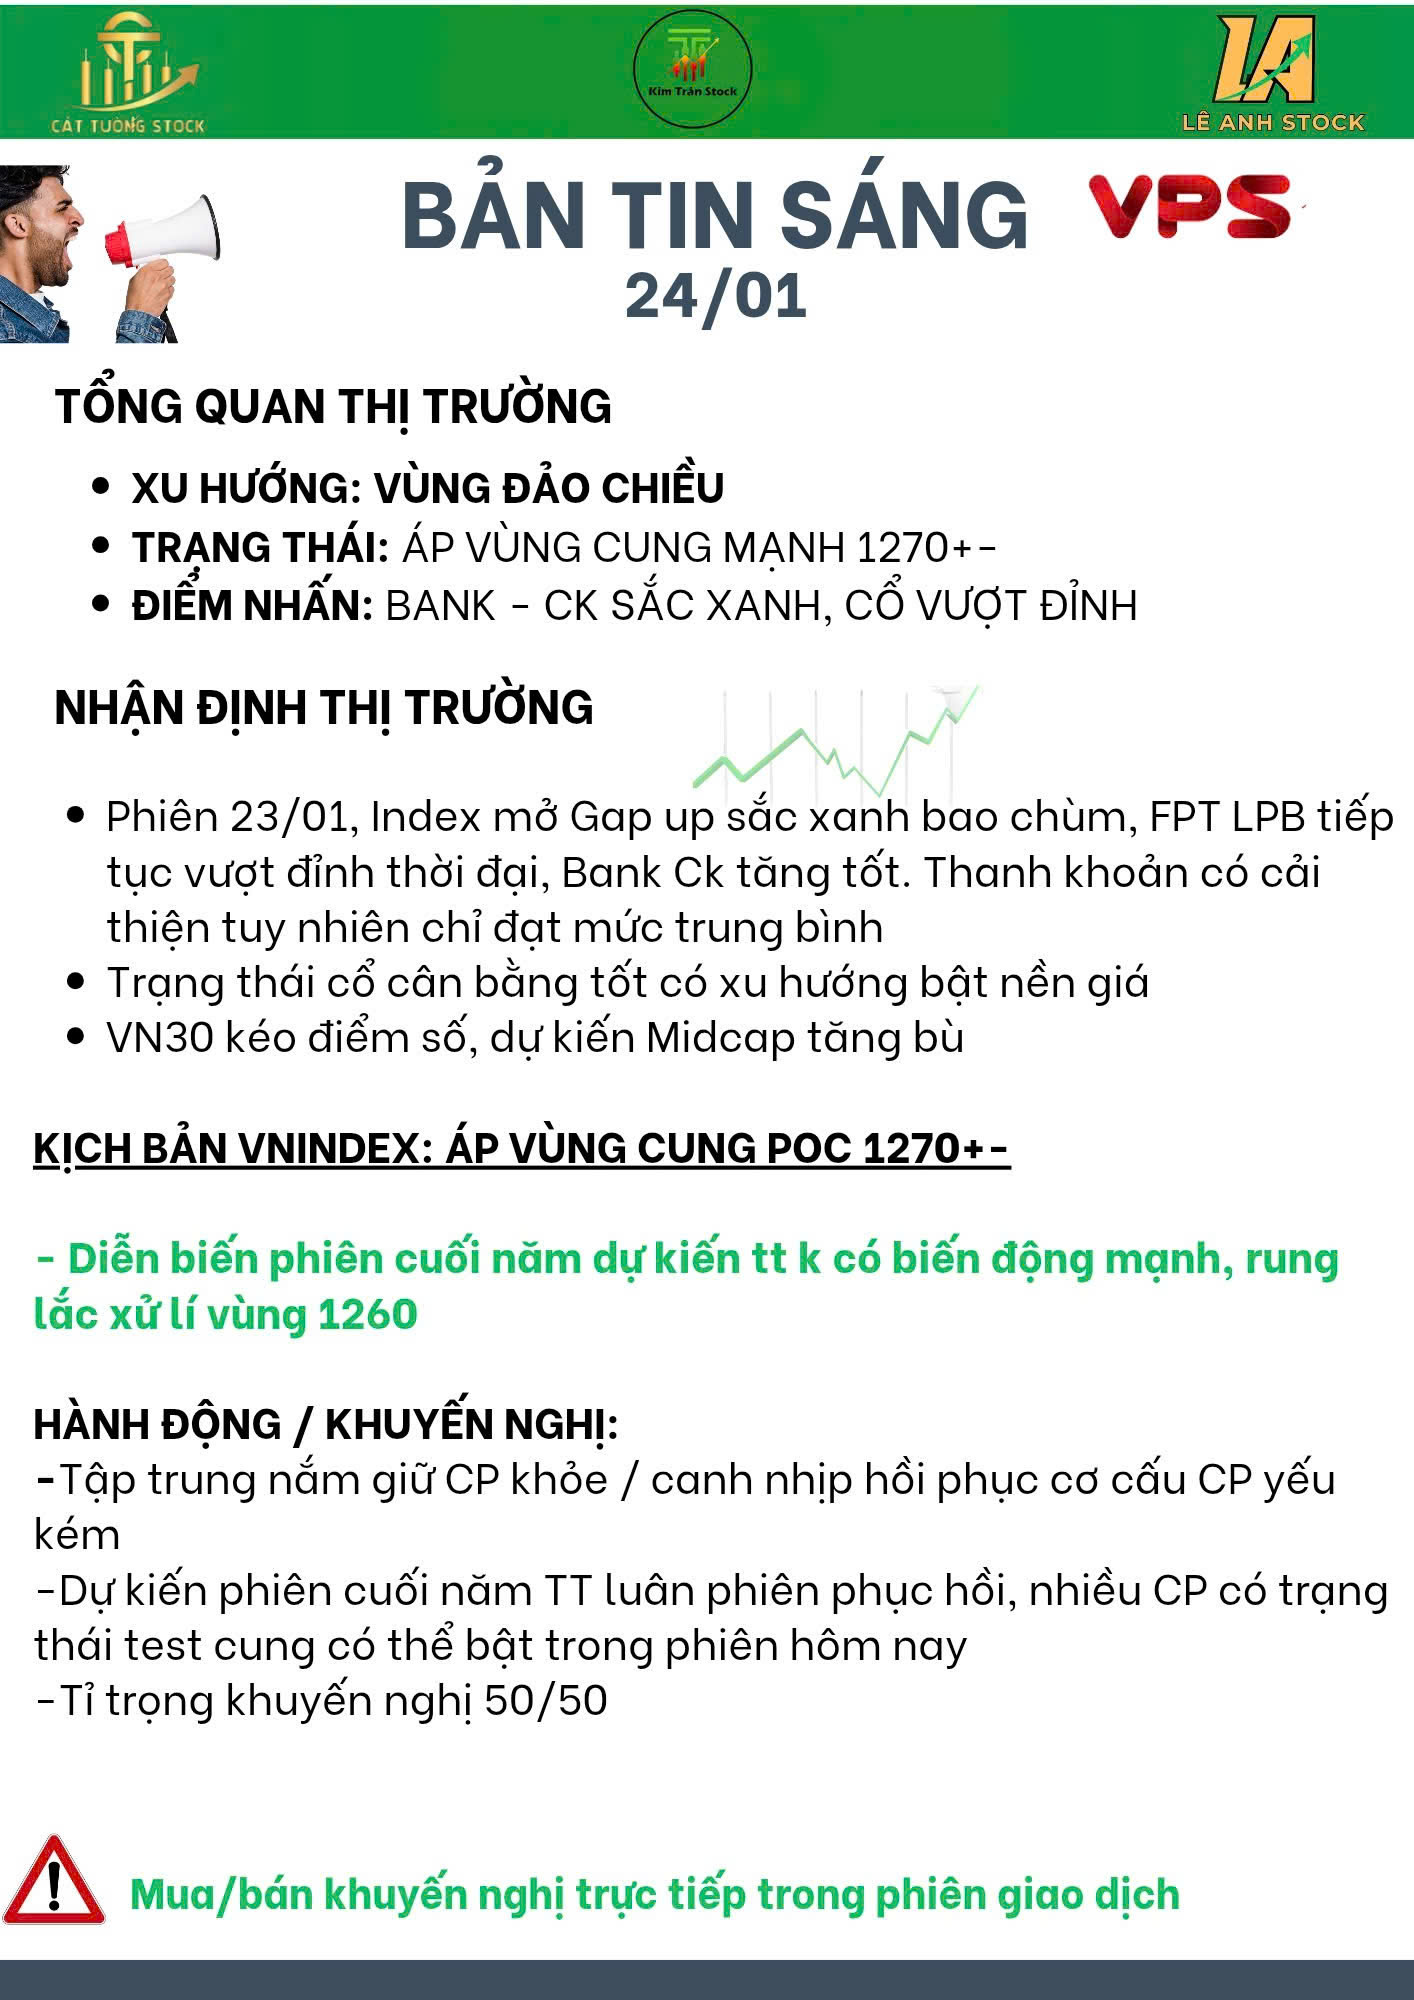 CÁT TƯỜNG STOCK
Kim Trần Stock
LÊ ANH STOCK
BẢN TIN SÁNG
VPS
24/01
TỔNG QUAN THỊ TRƯỜNG
• XU HƯỚNG: VÙNG ĐẢO CHIỀU
• TRẠNG THÁI: ÁP VÙNG CUNG MẠNH 1270+-
• ĐIỂM NHẤN: BANK - CK SẮC XANH, CỔ VƯỢT ĐỈNH
NHẬN ĐỊNH THỊ TRƯỜNG
• Phiên 23/01, Index mở Gap up sắc xanh bao chùm, FPT LPB tiếp
tục vượt đỉnh thời đại, Bank Ck tăng tốt. Thanh khoản có cải
thiện tuy nhiên chỉ đạt mức trung bình
• Trạng thái cổ cân bằng tốt có xu hướng bật nền giá
• VN30 kéo điểm số, dự kiến Midcap tăng bù
KỊCH BẢN VNINDEX: ÁP VÙNG CUNG POC 1270+-
- Diễn biến phiên cuối năm dự kiến tt k có biến động mạnh, rung
lắc xử lí vùng 1260
HÀNH ĐỘNG / KHUYẾN NGHỊ:
-Tập trung nắm giữ CP khỏe / canh nhịp hồi phục cơ cấu CP yếu
kém
-Dự kiến phiên cuối năm TT luân phiên phục hồi, nhiều CP có trạng
thái test cung có thể bật trong phiên hôm nay
-Tỉ trọng khuyến nghị 50/50
Mua/bán khuyến nghị trực tiếp trong phiên giao dịch